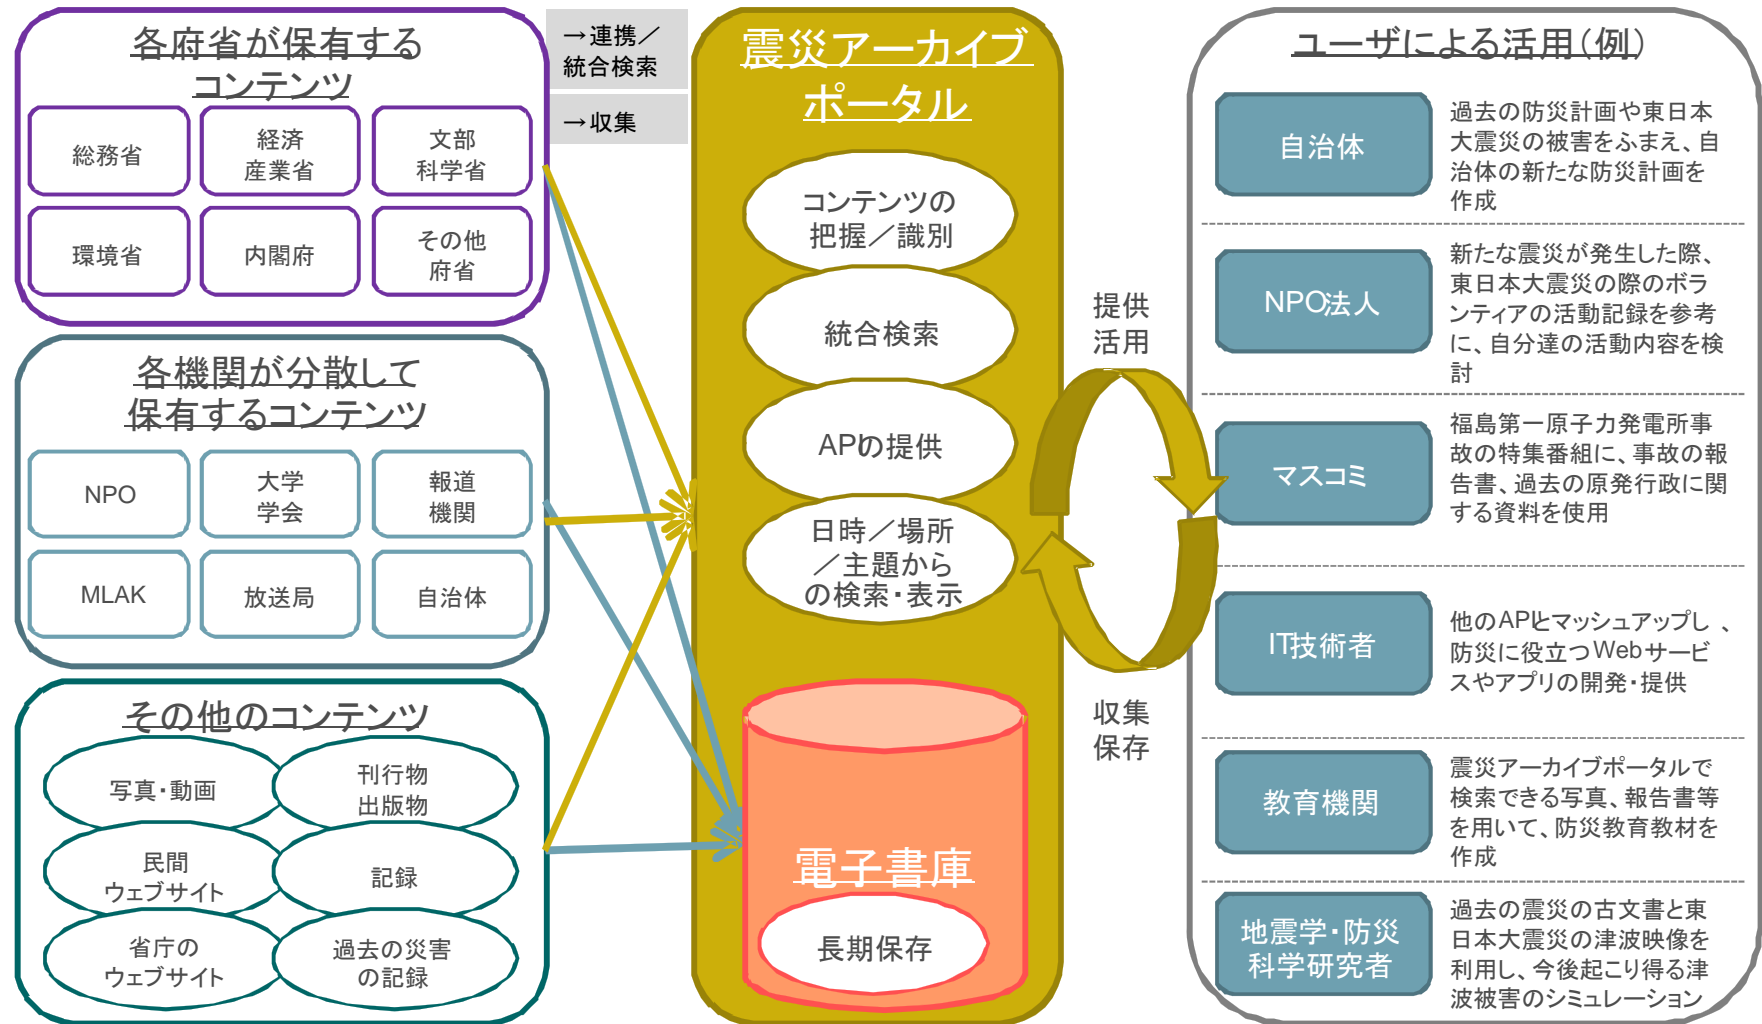 各府省が保有する
コンテンツ
総務省
経済
産業省
文部
科学省
環境省
内閣府
その他
府省
→連携／
統合検索
→収集
各機関が分散して
保有するコンテンツ
NPO
大学
学会
報道
機関
MLAK
放送局
自治体
その他のコンテンツ
写真・動画
刊行物
出版物
民間
ウェブサイト
記録
省庁の
ウェブサイト
過去の災害
の記録
震災アーカイブ
ポータル
コンテンツの
把握／識別
統合検索
APIの提供
日時／場所
／主題から
の検索・表示
電子書庫
長期保存
提供
活用
収集
保存
ユーザによる活用（例）
自治体
過去の防災計画や東日本
大震災の被害をふまえ、自
治体の新たな防災計画を
作成
NPO法人
新たな震災が発生した際、
東日本大震災の際のボラ
ンティアの活動記録を参考
に、自分達の活動内容を検
討
マスコミ
福島第一原子力発電所事
故の特集番組に、事故の報
告書、過去の原発行政に関
する資料を使用
IT技術者
他のAPIとマッシュアップし、
防災に役立つWebサービ
スやアプリの開発・提供
教育機関
震災アーカイブポータルで
検索できる写真、報告書等
を用いて、防災教育教材を
作成
地震学・防災
科学研究者
過去の震災の古文書と東
日本大震災の津波映像を
利用し、今後起こり得る津
波被害のシミュレーション